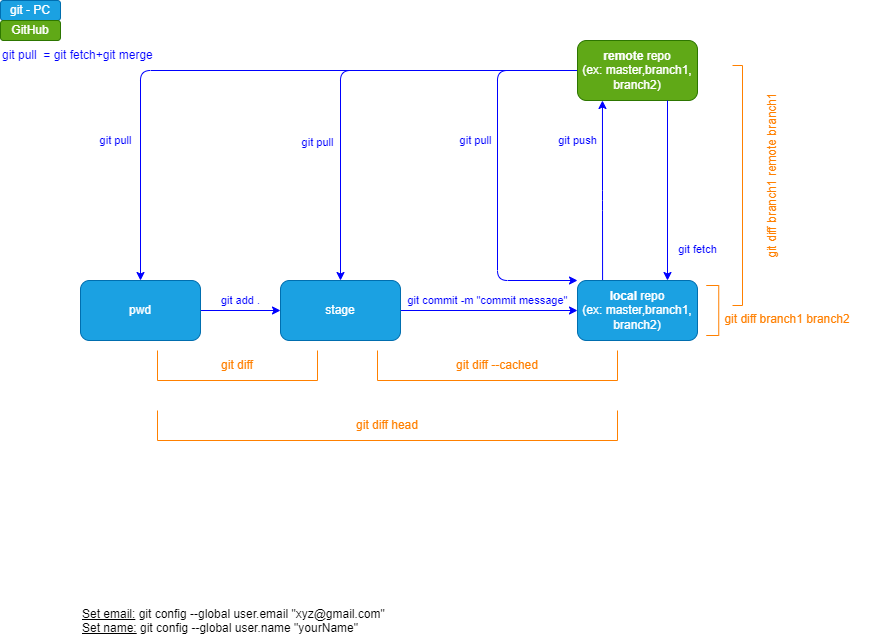 git - PC
GitHub
git pull  = git fetch+git merge
remote repo
(ex: master,branch1,
branch2)
git pull
git pull
git pull
git push
git diff branch1 remote branch1
git fetch
pwd
git add .
stage
git commit -m "commit message"
local repo
(ex: master,branch1,
branch2)
git diff branch1 branch2
git diff
git diff --cached
git diff head
Set email: git config --global user.email "xyz@gmail.com"
Set name: git config --global user.name "yourName"